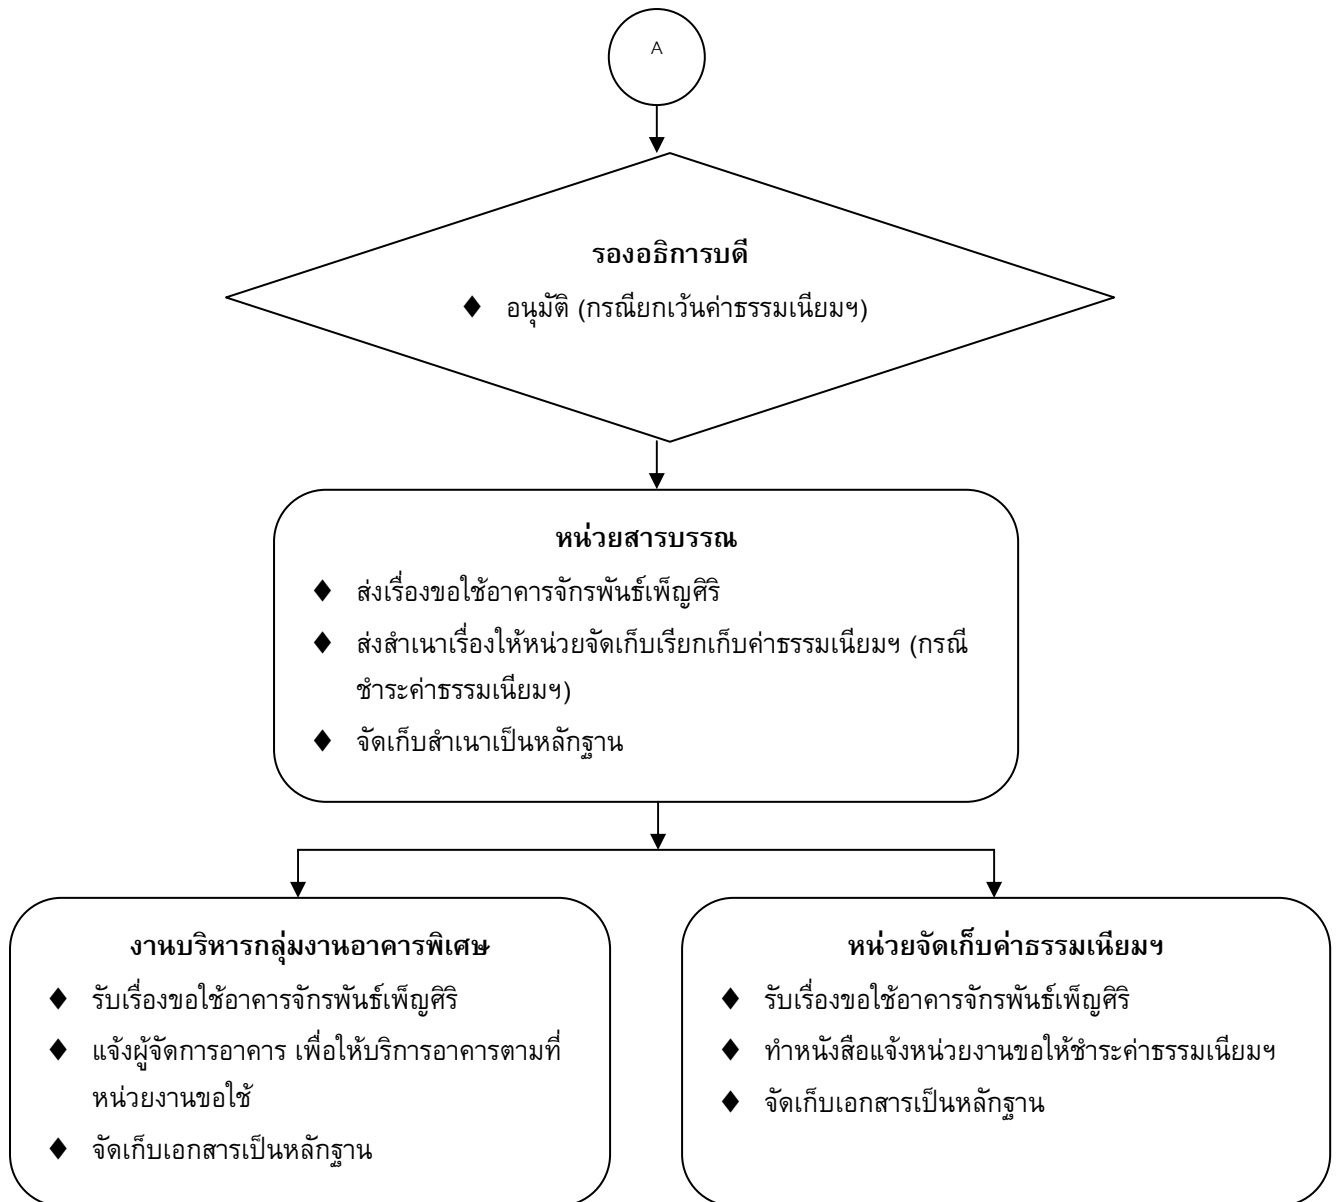 A
รองอธิการบดี
♦ อนุมัติ (กรณียกเว้นค่าธรรมเนียมฯ)
หน่วยสารบรรณ
♦ ส่งเรื่องขอใช้อาคารจักรพันธ์เพ็ญศิริ
♦ ส่งสำเนาเรื่องให้หน่วยจัดเก็บเรียกเก็บค่าธรรมเนียมฯ (กรณี
ชำระค่าธรรมเนียมฯ)
♦ จัดเก็บสำเนาเป็นหลักฐาน
งานบริหารกลุ่มงานอาคารพิเศษ
♦ รับเรื่องขอใช้อาคารจักรพันธ์เพ็ญศิริ
♦ แจ้งผู้จัดการอาคาร เพื่อให้บริการอาคารตามที่
หน่วยงานขอใช้
♦ จัดเก็บเอกสารเป็นหลักฐาน
หน่วยจัดเก็บค่าธรรมเนียมฯ
♦ รับเรื่องขอใช้อาคารจักรพันธ์เพ็ญศิริ
♦ ทำหนังสือแจ้งหน่วยงานขอให้ชำระค่าธรรมเนียมฯ
♦ จัดเก็บเอกสารเป็นหลักฐาน